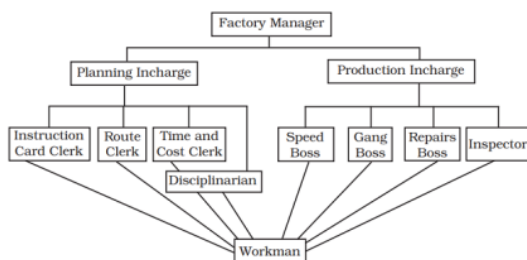 Factory Manager
Planning Incharge
Production Incharge
Instruction
Card Clerk
Route
Clerk
Time and
Cost Clerk
Disciplinarian
Speed
Boss
Gang
Boss
Repairs
Boss
Inspector
Workman